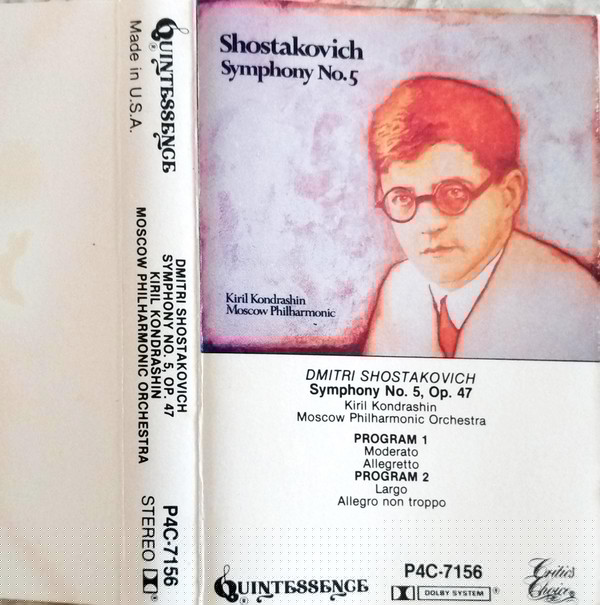 QUINTESSENCE®
Made in U.S.A.
DMITRI SHOSTAKOVICH
SYMPHONY NO. 5, OP. 47
KIRIL KONDRASHIN
MOSCOW PHILHARMONIC ORCHESTRA
P4C-7156
STEREO
Shostakovich
Symphony No.5
Kiril Kondrashin
Moscow Philharmonic
DMITRI SHOSTAKOVICH
Symphony No. 5, Op. 47
Kiril Kondrashin
Moscow Philharmonic Orchestra
PROGRAM 1
Moderato
Allegretto
PROGRAM 2
Largo
Allegro non troppo
QUINTESSENCE®
P4C-7156
DOLBY SYSTEM®
Critics Choice®